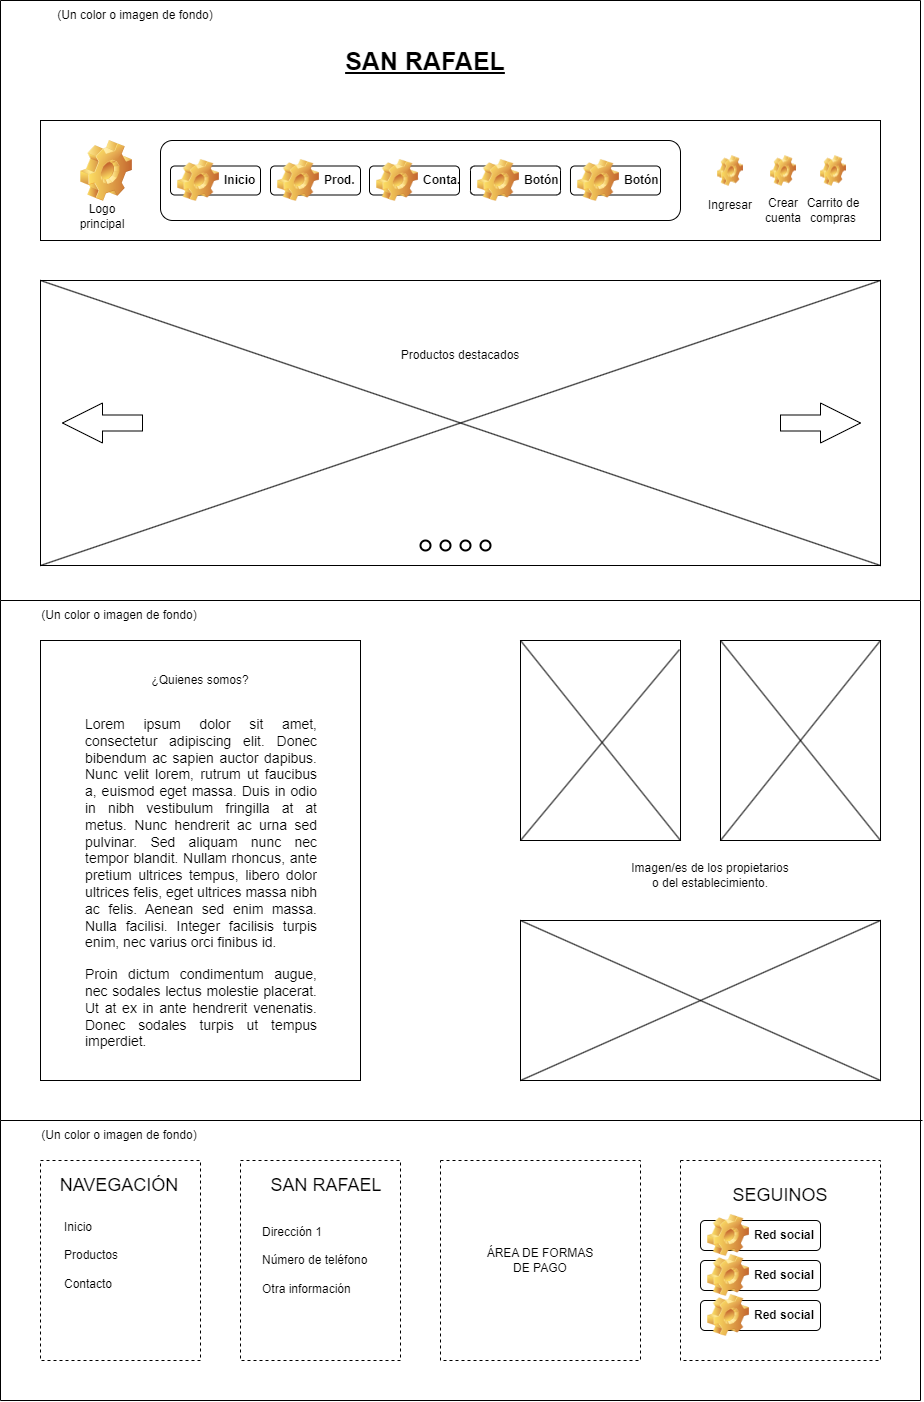 (Un color o imagen de fondo)
SAN RAFAEL
Logo
principal
Inicio
Prod.
Conta.
Botón
Botón
Ingresar
Crear
cuenta
Carrito de
compras
Productos destacados
(Un color o imagen de fondo)
¿Quienes somos?
Lorem ipsum dolor sit amet,
consectetur adipiscing elit. Donec
bibendum ac sapien auctor dapibus.
Nunc velit lorem, rutrum ut faucibus
a, euismod eget massa. Duis in odio
in nibh vestibulum fringilla at at
metus. Nunc hendrerit ac urna sed
pulvinar. Sed aliquam nunc nec
tempor blandit. Nullam rhoncus, ante
pretium ultrices tempus, libero dolor
ultrices felis, eget ultrices massa nibh
ac felis. Aenean sed enim massa.
Nulla facilisi. Integer facilisis turpis
enim, nec varius orci finibus id.
Proin dictum condimentum augue,
nec sodales lectus molestie placerat.
Ut at ex in ante hendrerit venenatis.
Donec sodales turpis ut tempus
imperdiet.
Imagen/es de los propietarios
o del establecimiento.
(Un color o imagen de fondo)
NAVEGACIÓN
Inicio
Productos
Contacto
SAN RAFAEL
Dirección 1
Número de teléfono
Otra información
ÁREA DE FORMAS
DE PAGO
SEGUINOS
Red social
Red social
Red social